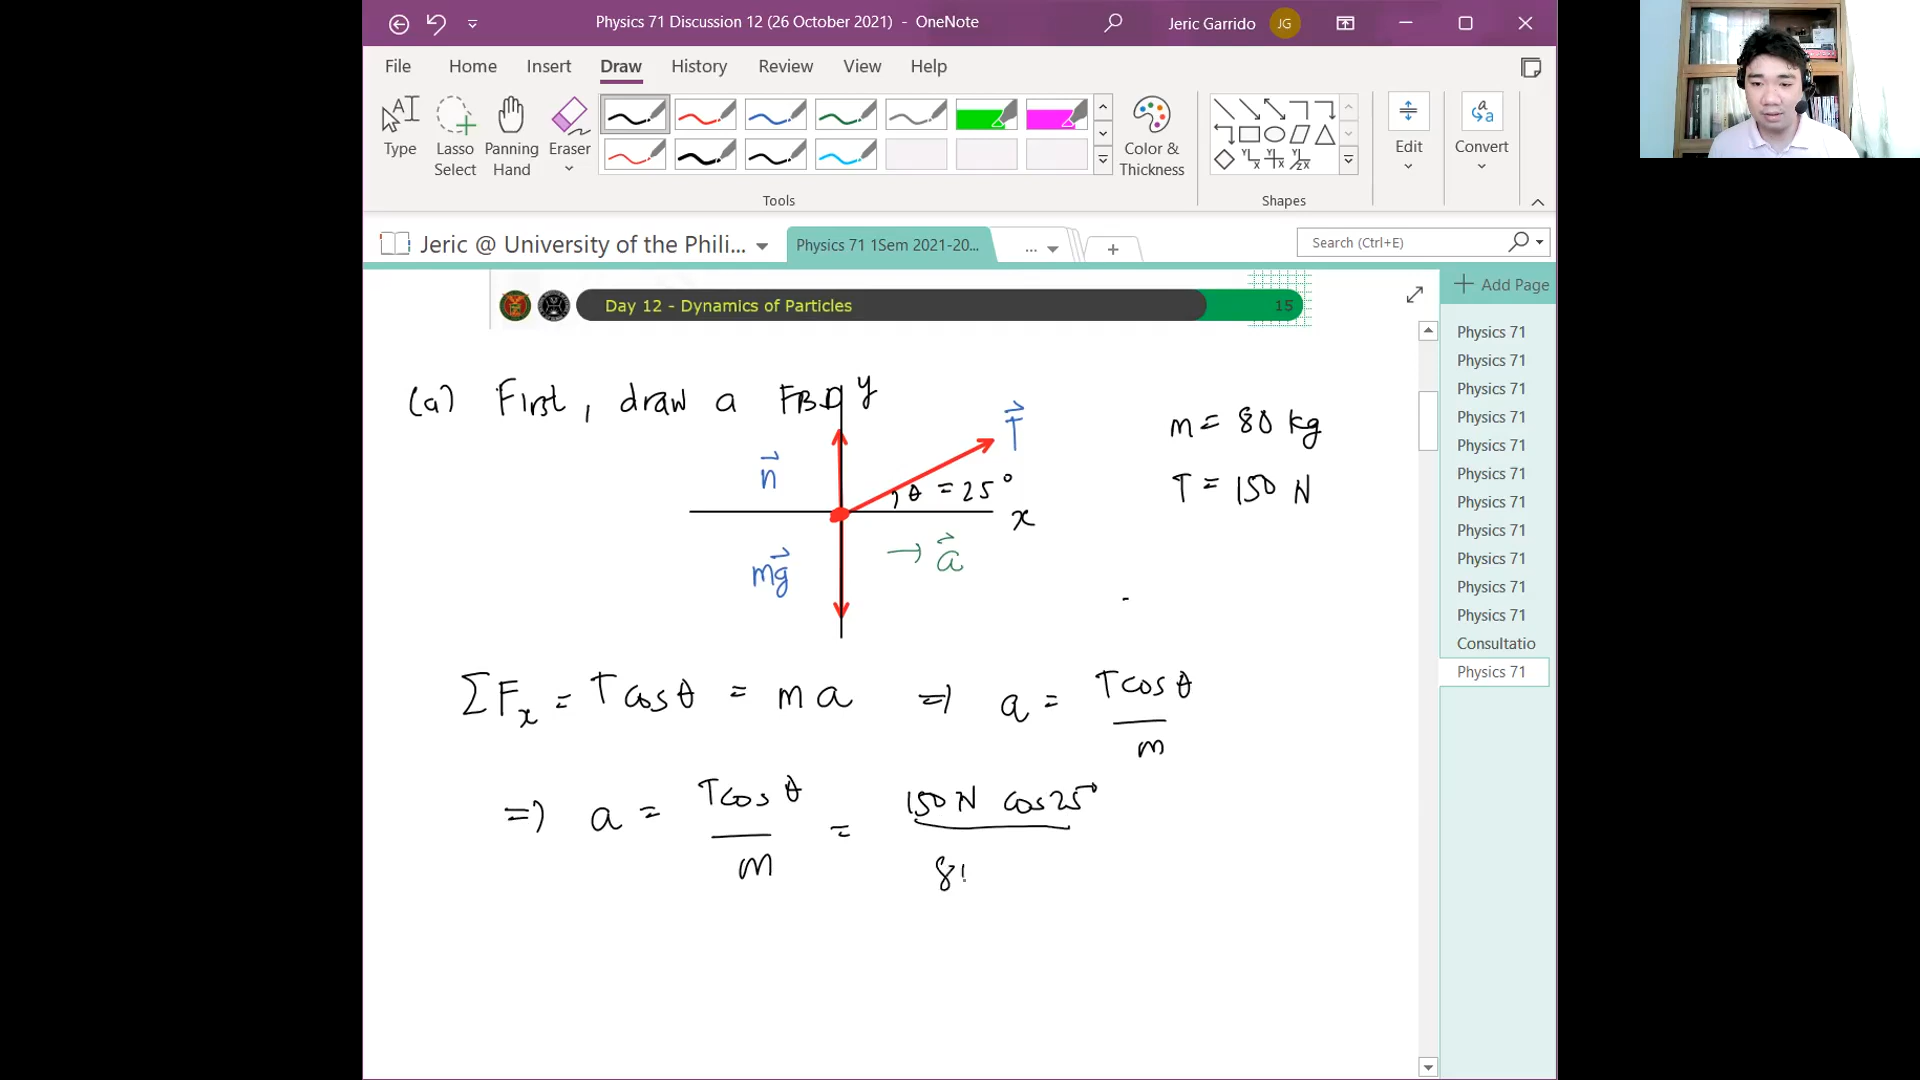 Physics 71 Discussion 12 (26 October 2021) - OneNote
Jeric Garrido
JG
File Home Insert Draw History Review View Help
Type
Lasso Select
Panning Hand
Eraser
Color & Thickness
Edit
Convert
Tools
Shapes
Jeric @ University of the Phili...
Physics 71 1Sem 2021-20...
...
Search (Ctrl+E)
Day 12 - Dynamics of Particles
15
Add Page
Physics 71
Physics 71
Physics 71
Physics 71
Physics 71
Physics 71
Physics 71
Physics 71
Physics 71
Physics 71
Physics 71
Consultatio
Physics 71
(a) First, draw a FBD
y
T⃗
m = 80 kg
n⃗
θ = 25°
T = 150 N
x
mg⃗
→ a⃗
ΣFₓ = T cos θ = m a ⇒ a = T cos θ / m
⇒ a = T cos θ / m = 150 N cos 25° / 8